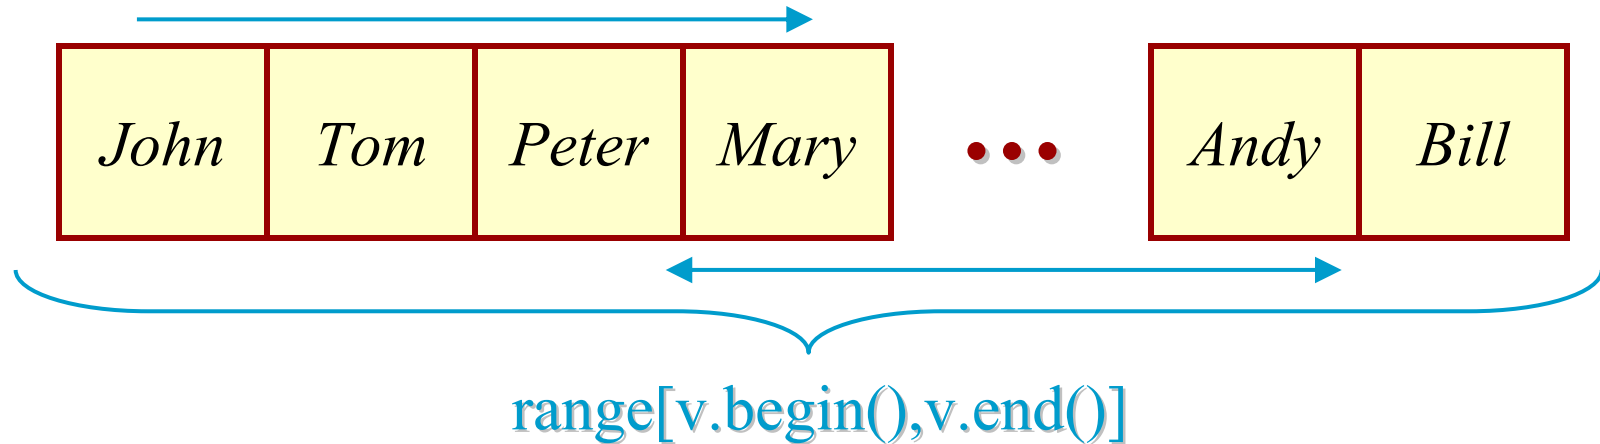 John Tom Peter Mary ••• Andy Bill
range[v.begin(),v.end()]